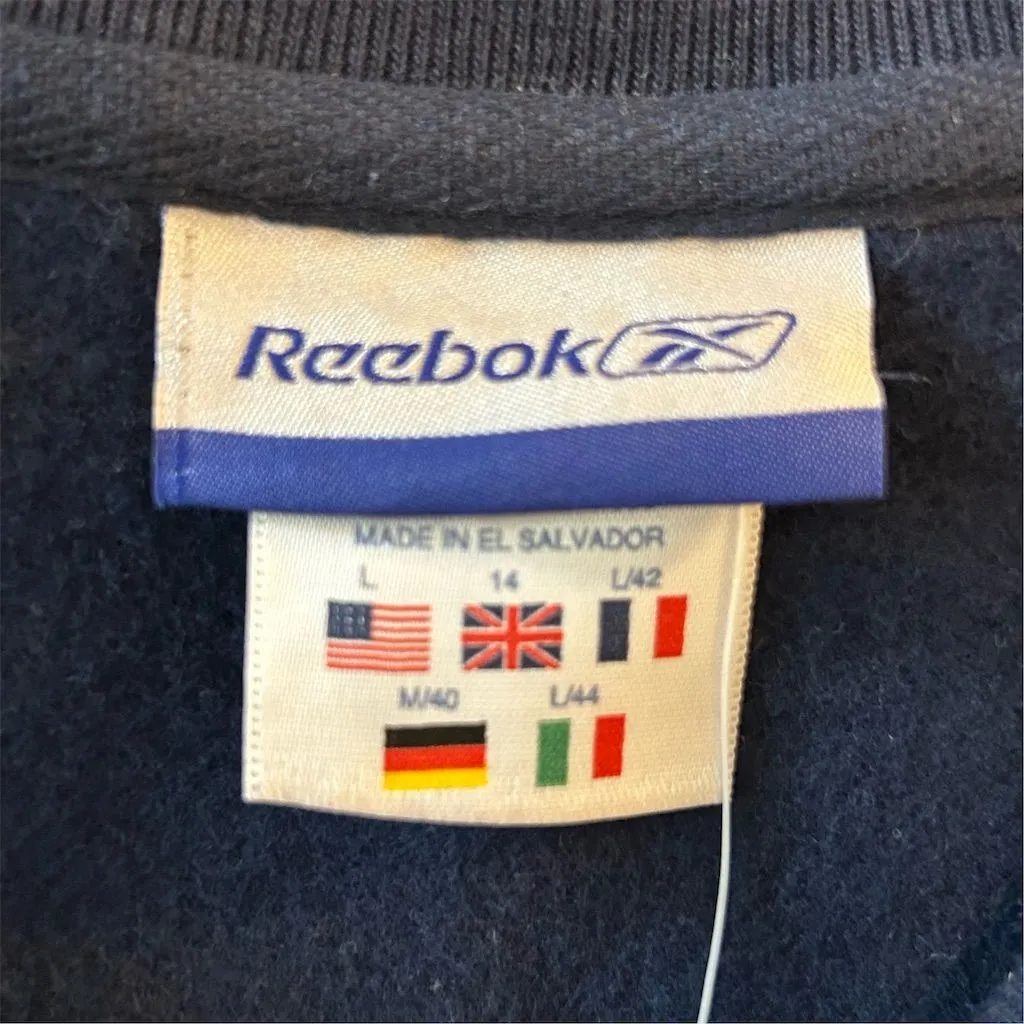 Reebok
MADE IN EL SALVADOR
L 14 L/42
M/40 L/44